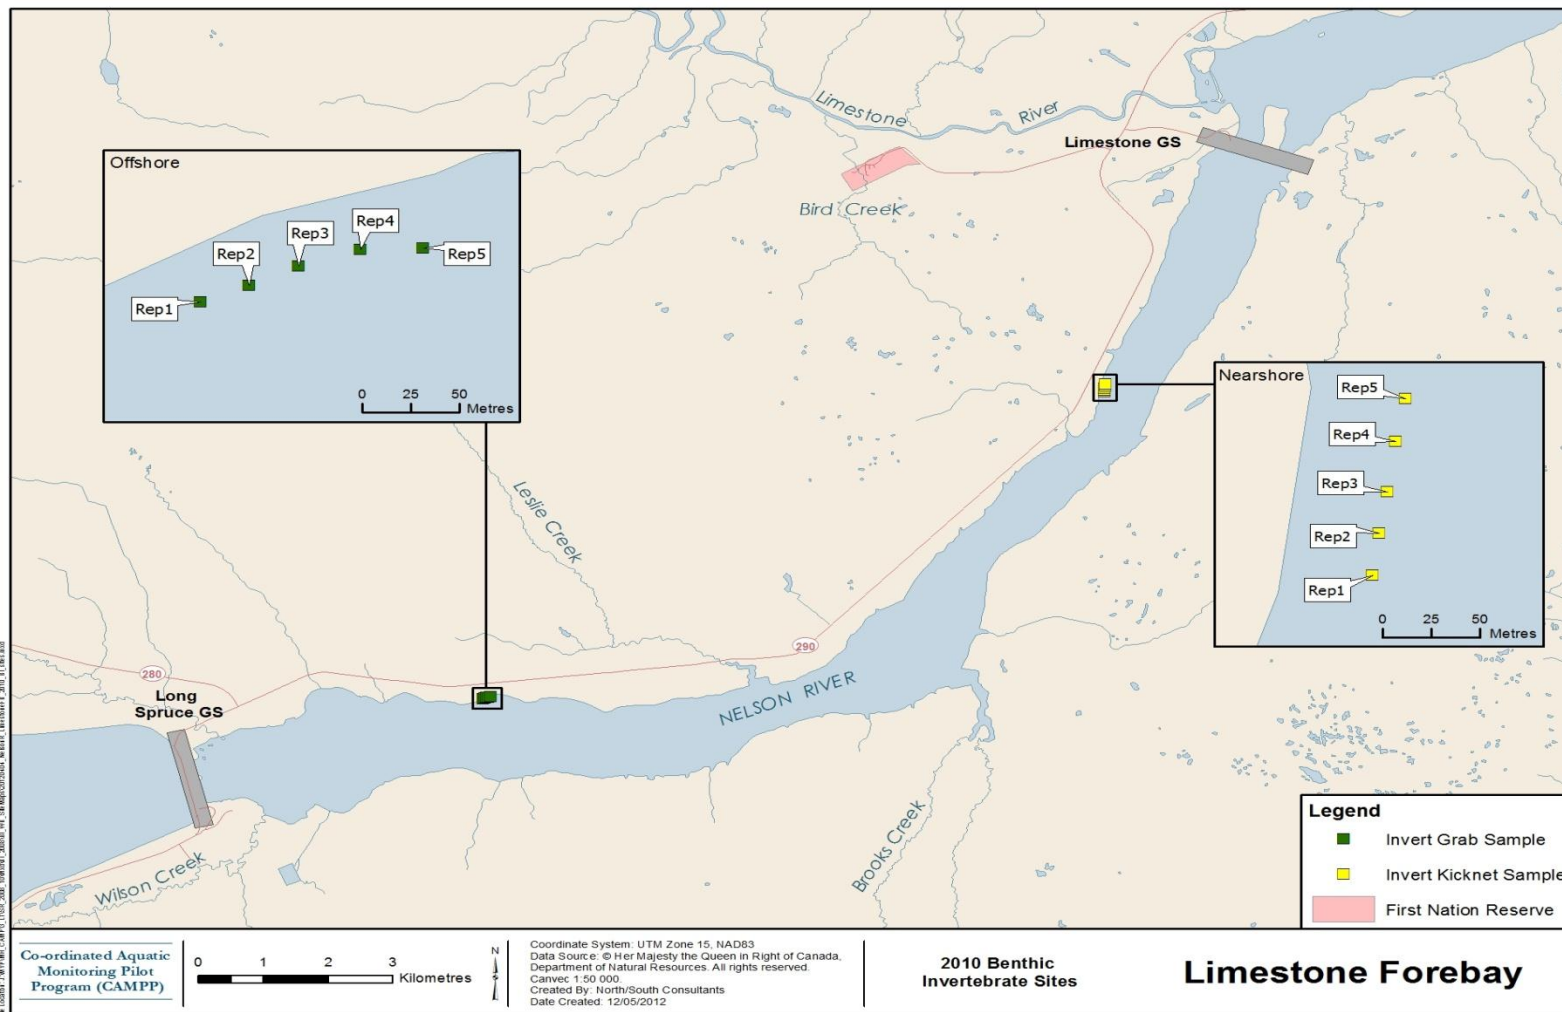 Limestone
River
Limestone GS
Bird Creek
Offshore
Rep1
Rep2
Rep3
Rep4
Rep5
0 25 50
Metres
Nearshore
Rep5
Rep4
Rep3
Rep2
Rep1
0 25 50
Metres
Leslie Creek
290
280
Long
Spruce GS
NELSON RIVER
Wilson Creek
Brooks Creek
Legend
Invert Grab Sample
Invert Kicknet Sample
First Nation Reserve
Co-ordinated Aquatic
Monitoring Pilot
Program (CAMPP)
0 1 2 3
Kilometres
N
Coordinate System: UTM Zone 15, NAD83
Data Source: © Her Majesty the Queen in Right of Canada,
Department of Natural Resources. All rights reserved.
Canvec 1:50 000.
Created By: North/South Consultants
Date Created: 12/05/2012
2010 Benthic
Invertebrate Sites
Limestone Forebay